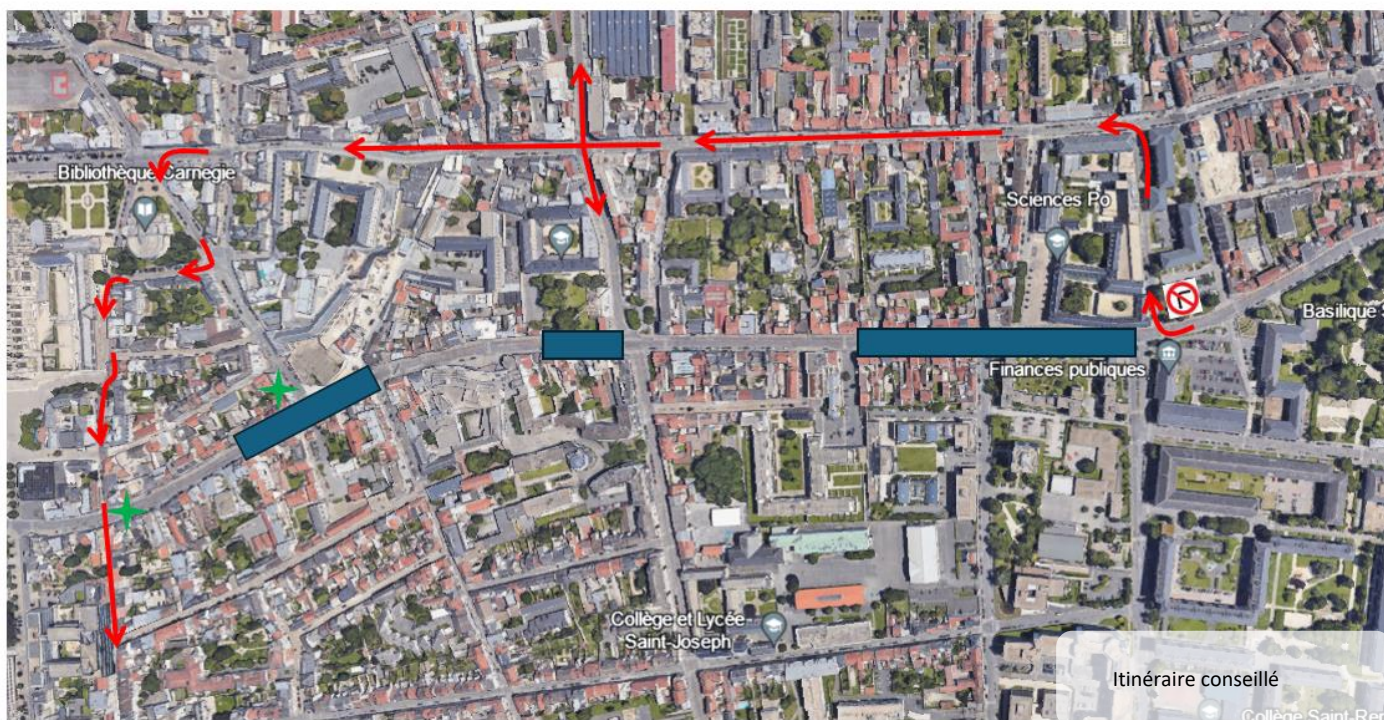 Bibliothèque Carnegie
Sciences Po
Basilique S
Finances publiques
Collège et Lycée
Saint-Joseph
Itinéraire conseillé
Collège Saint-Re